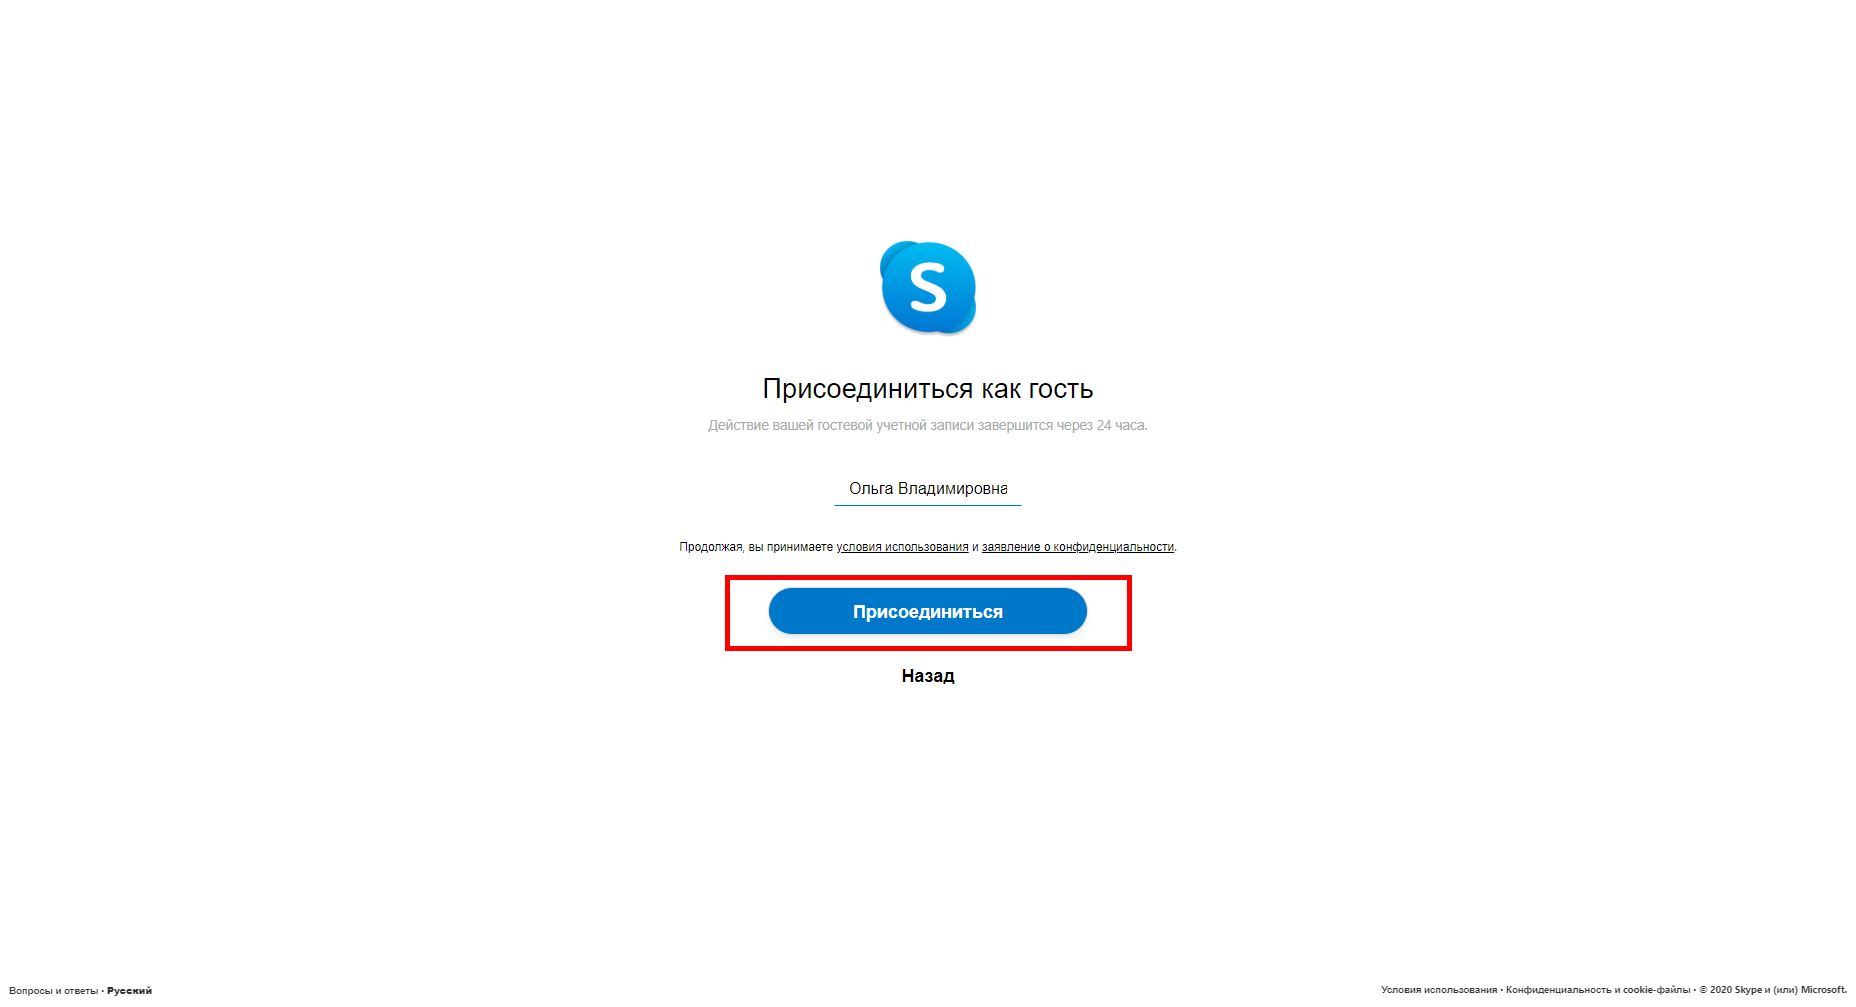 S
Присоединиться как гость
Действие вашей гостевой учетной записи завершится через 24 часа.
Ольга Владимировна
Продолжая, вы принимаете условия использования и заявление о конфиденциальности.
Присоединиться
Назад
Вопросы и ответы • Русский
Условия использования • Конфиденциальность и cookie-файлы • © 2020 Skype и (или) Microsoft.